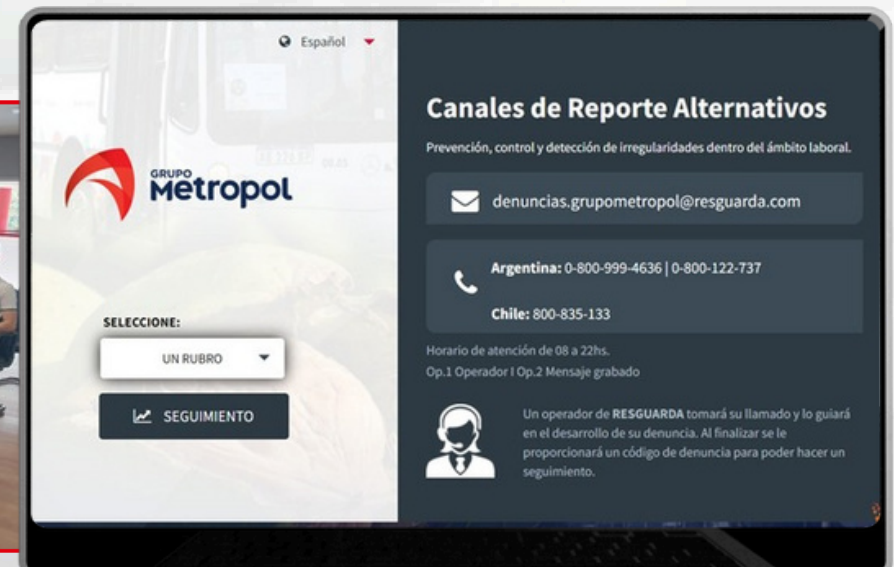 Español
GRUPO
Metropol
SELECCIONE:
UN RUBRO
SEGUIMIENTO
Canales de Reporte Alternativos
Prevención, control y detección de irregularidades dentro del ámbito laboral.
denuncias.grupometropol@resguarda.com
Argentina: 0-800-999-4636 | 0-800-122-737
Chile: 800-835-133
Horario de atención de 08 a 22hs.
Op.1 Operador I Op.2 Mensaje grabado
Un operador de RESGUARDA tomará su llamado y lo guiará
en el desarrollo de su denuncia. Al finalizar se le
proporcionará un código de denuncia para poder hacer un
seguimiento.